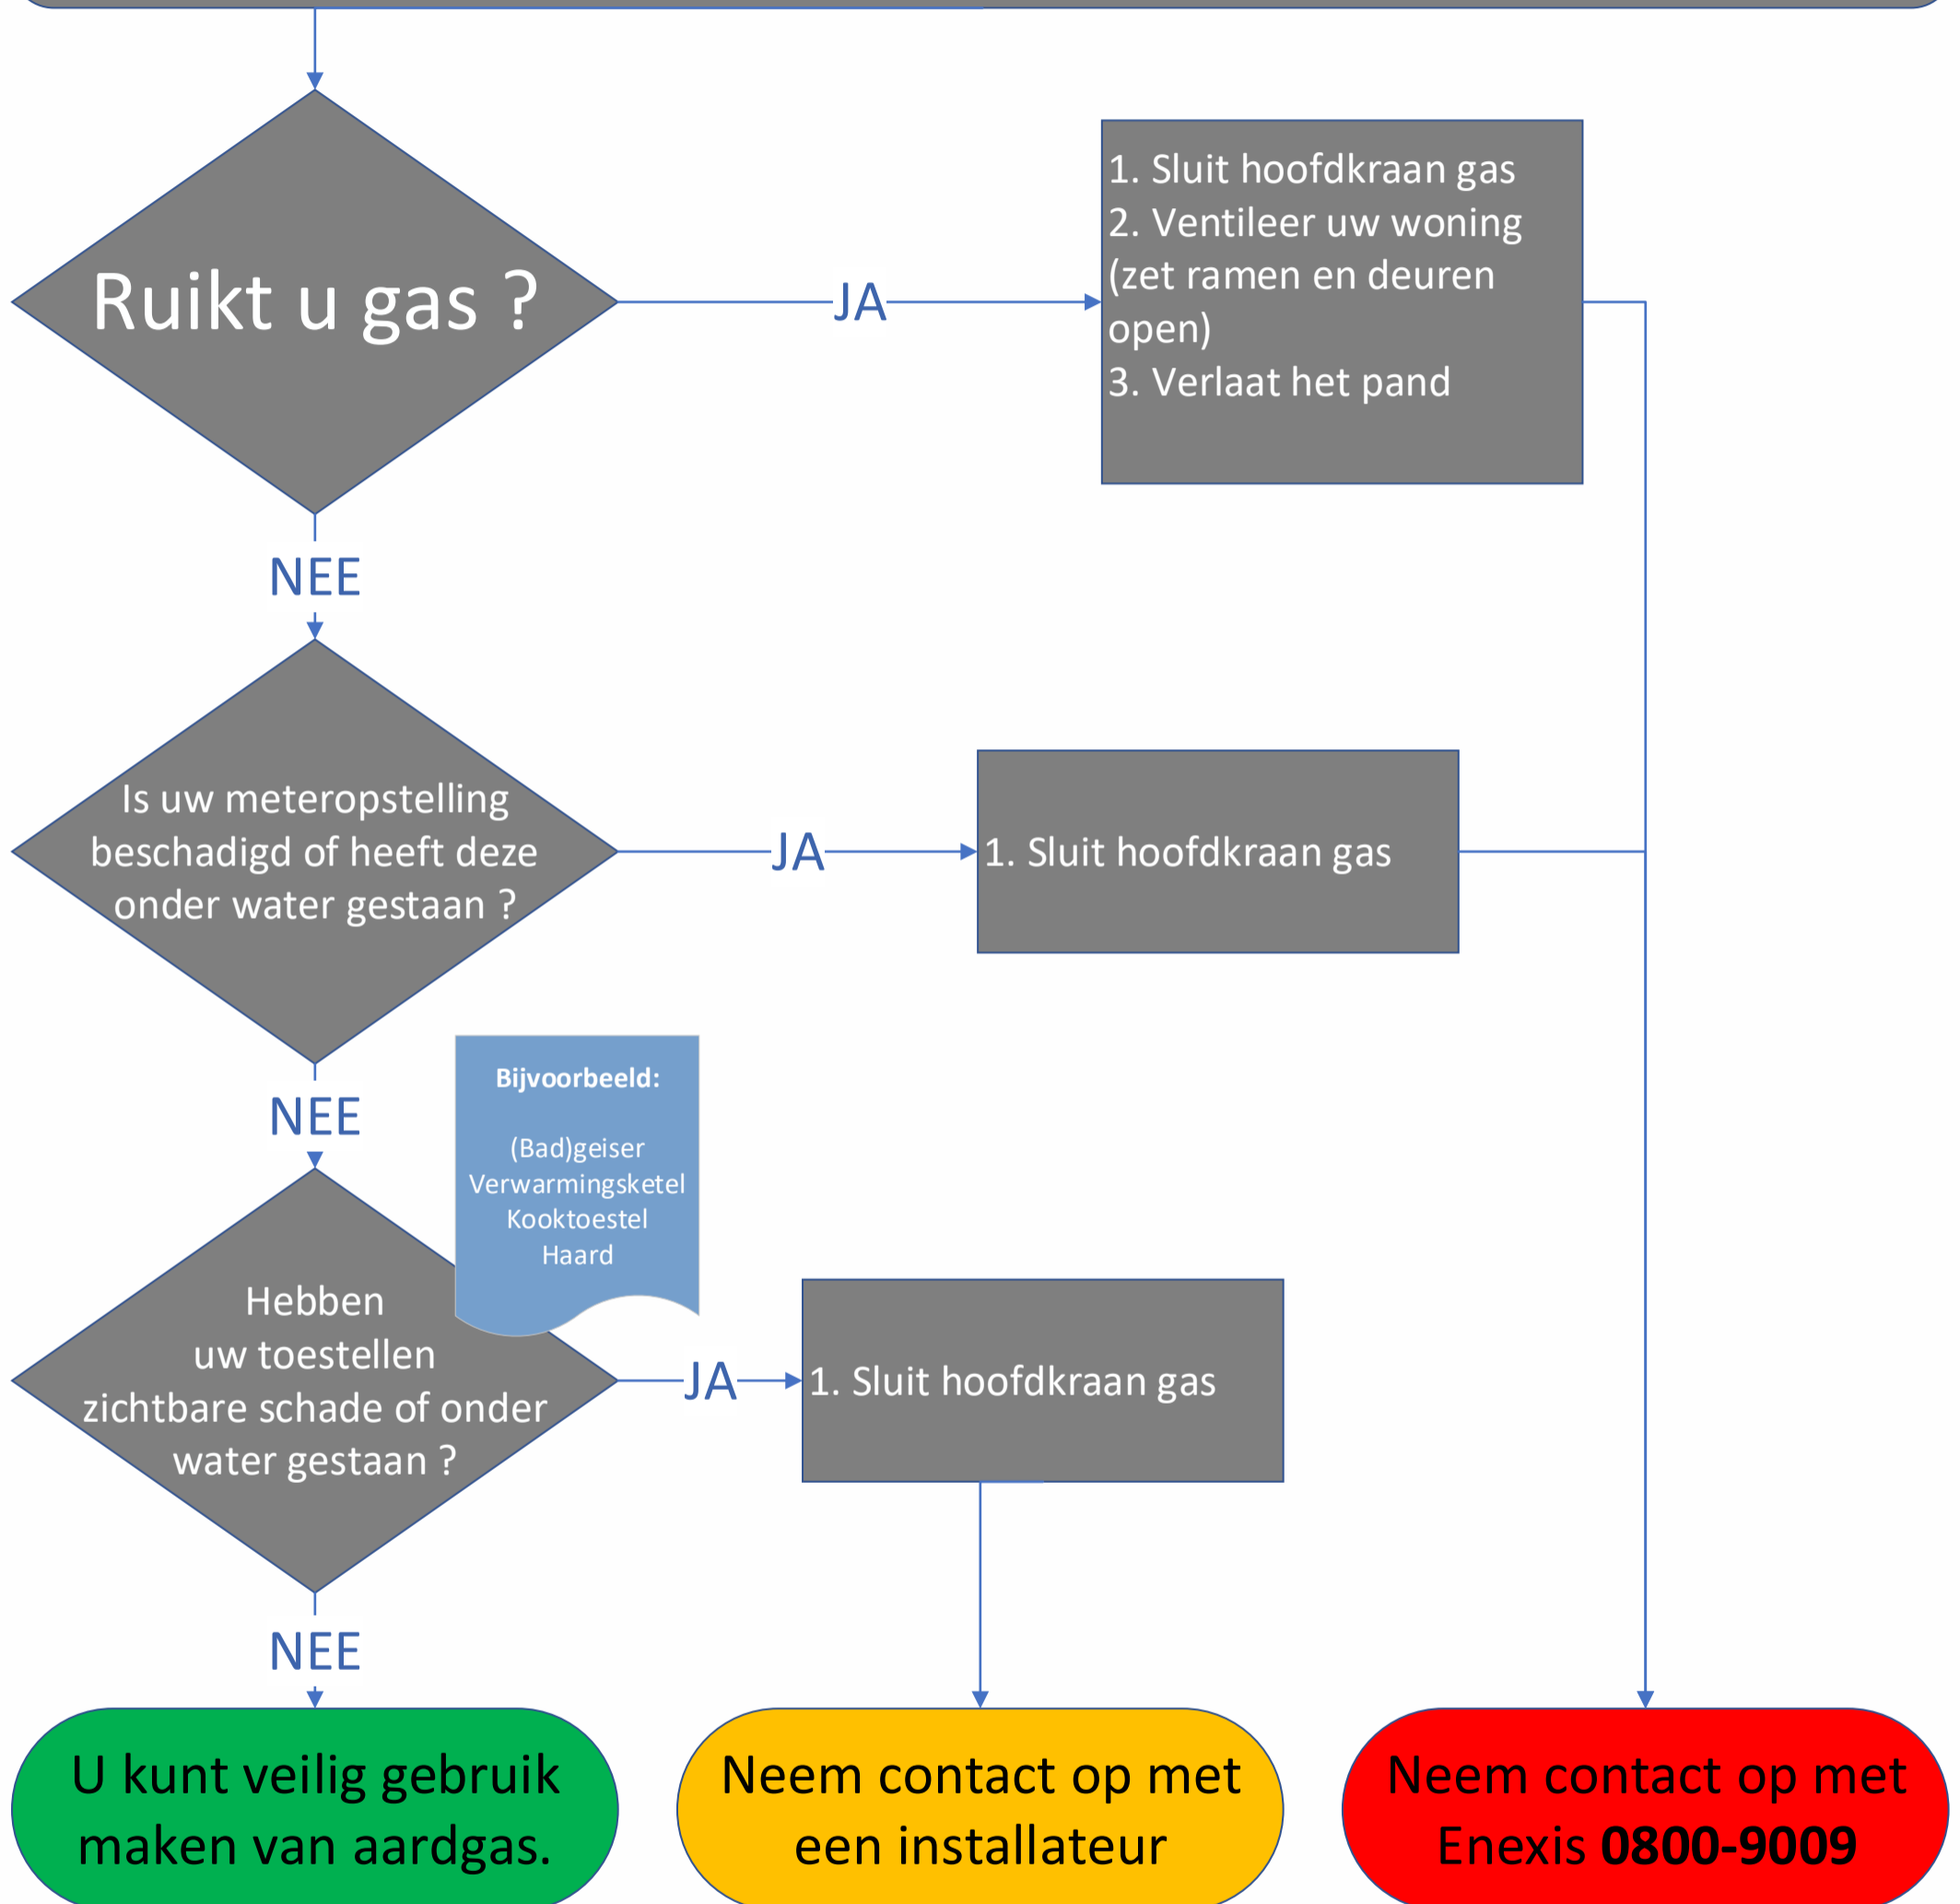 Ruikt u gas ?
JA
1. Sluit hoofdkraan gas
2. Ventileer uw woning
(zet ramen en deuren
open)
3. Verlaat het pand
NEE
Is uw meteropstelling
beschadigd of heeft deze
onder water gestaan ?
JA
1. Sluit hoofdkraan gas
NEE
Bijvoorbeeld:
(Bad)geiser
Verwarmingsketel
Kooktoestel
Haard
Hebben
uw toestellen
zichtbare schade of onder
water gestaan ?
JA
1. Sluit hoofdkraan gas
NEE
U kunt veilig gebruik
maken van aardgas.
Neem contact op met
een installateur
Neem contact op met
Enexis 0800-9009